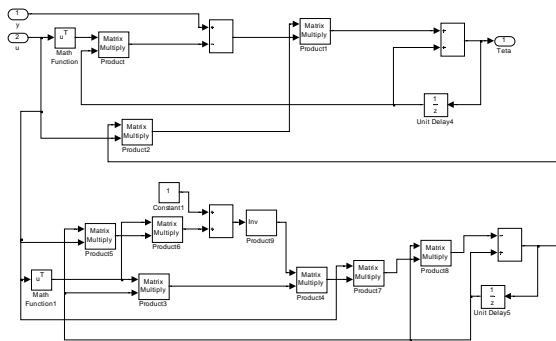 1
y
2
u
u T
Math
Function
Matrix
Multiply
Product
+
−
Matrix
Multiply
Product1
+
+
1
Teta
1
z
Unit Delay4
Matrix
Multiply
Product2
1
Constant1
Matrix
Multiply
Product5
Matrix
Multiply
Product6
+
+
Inv
Product9
u T
Math
Function1
Matrix
Multiply
Product3
Matrix
Multiply
Product4
Matrix
Multiply
Product7
Matrix
Multiply
Product8
−
+
1
z
Unit Delay5